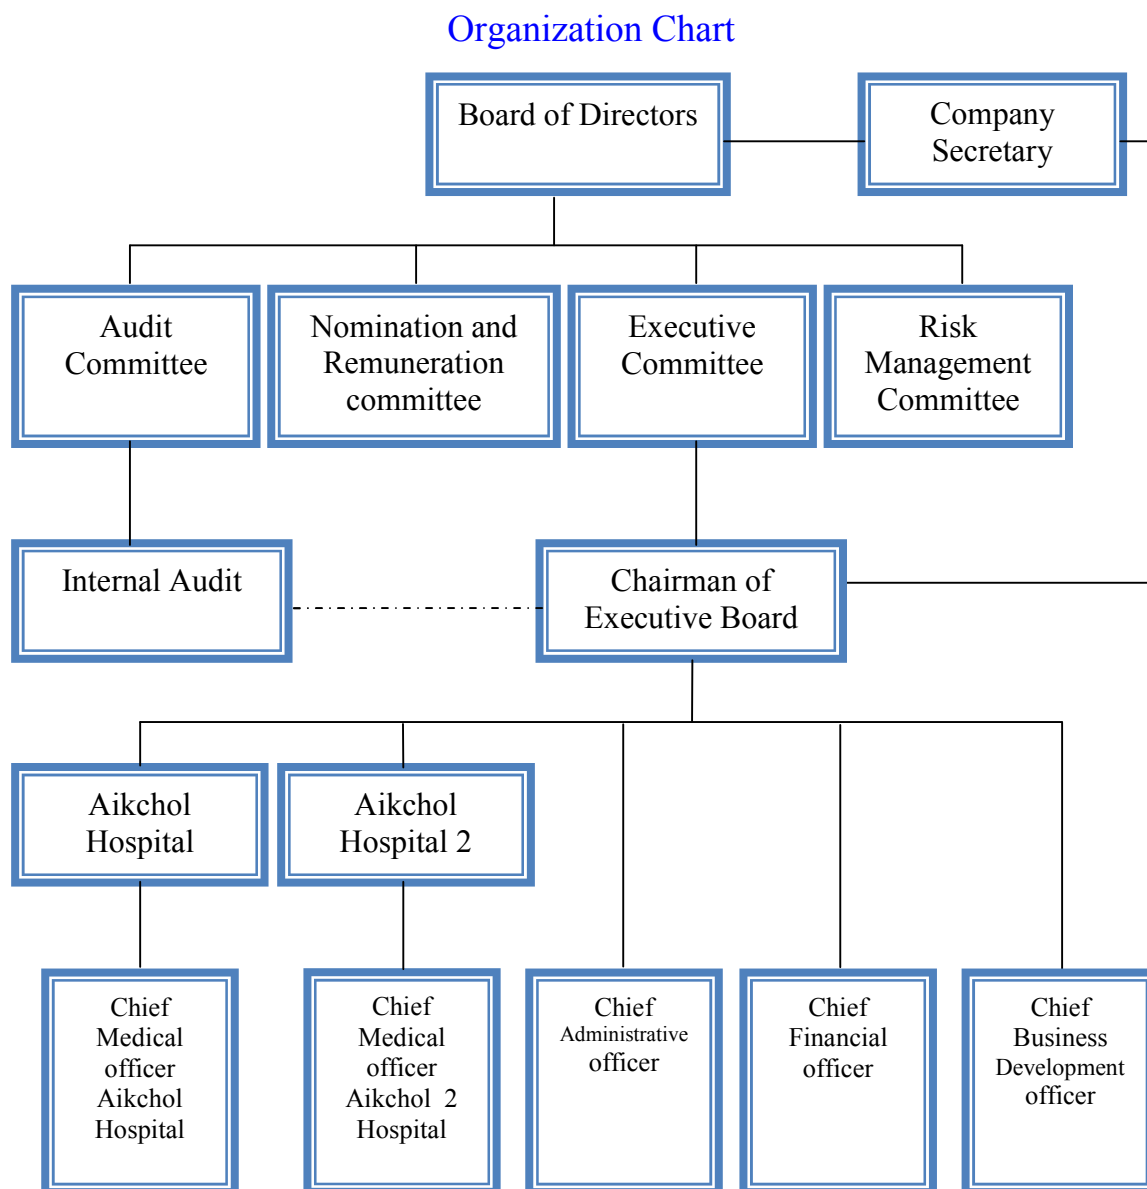 Organization Chart
Board of Directors
Company
Secretary
Audit
Committee
Nomination and
Remuneration
committee
Executive
Committee
Risk
Management
Committee
Internal Audit
Chairman of
Executive Board
Aikchol
Hospital
Aikchol
Hospital 2
Chief
Medical
officer
Aikchol
Hospital
Chief
Medical
officer
Aikchol 2
Hospital
Chief
Administrative
officer
Chief
Financial
officer
Chief
Business
Development
officer